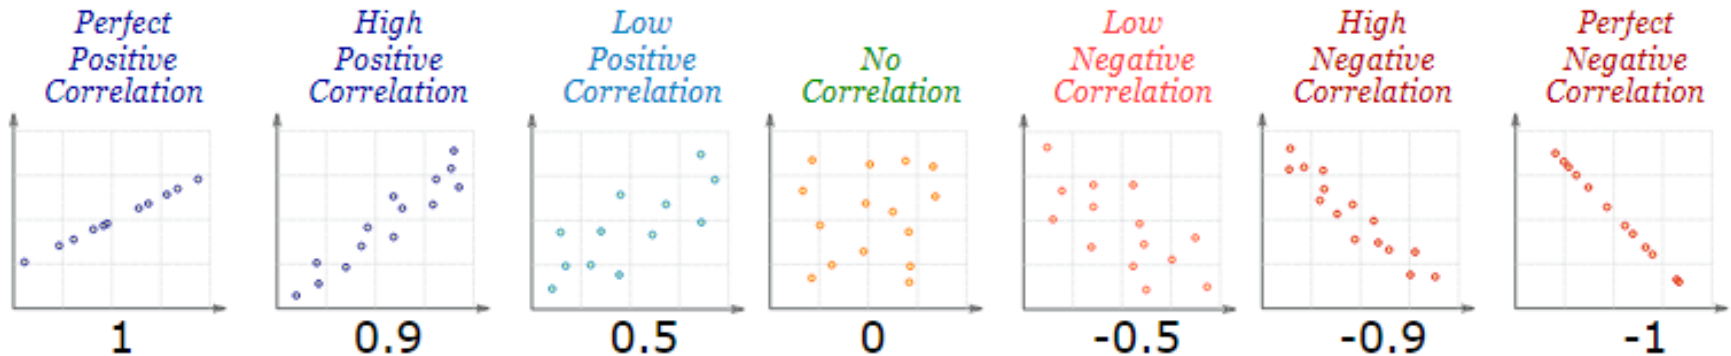 Perfect
Positive
Correlation
High
Positive
Correlation
Low
Positive
Correlation
No
Correlation
Low
Negative
Correlation
High
Negative
Correlation
Perfect
Negative
Correlation
1
0.9
0.5
0
-0.5
-0.9
-1